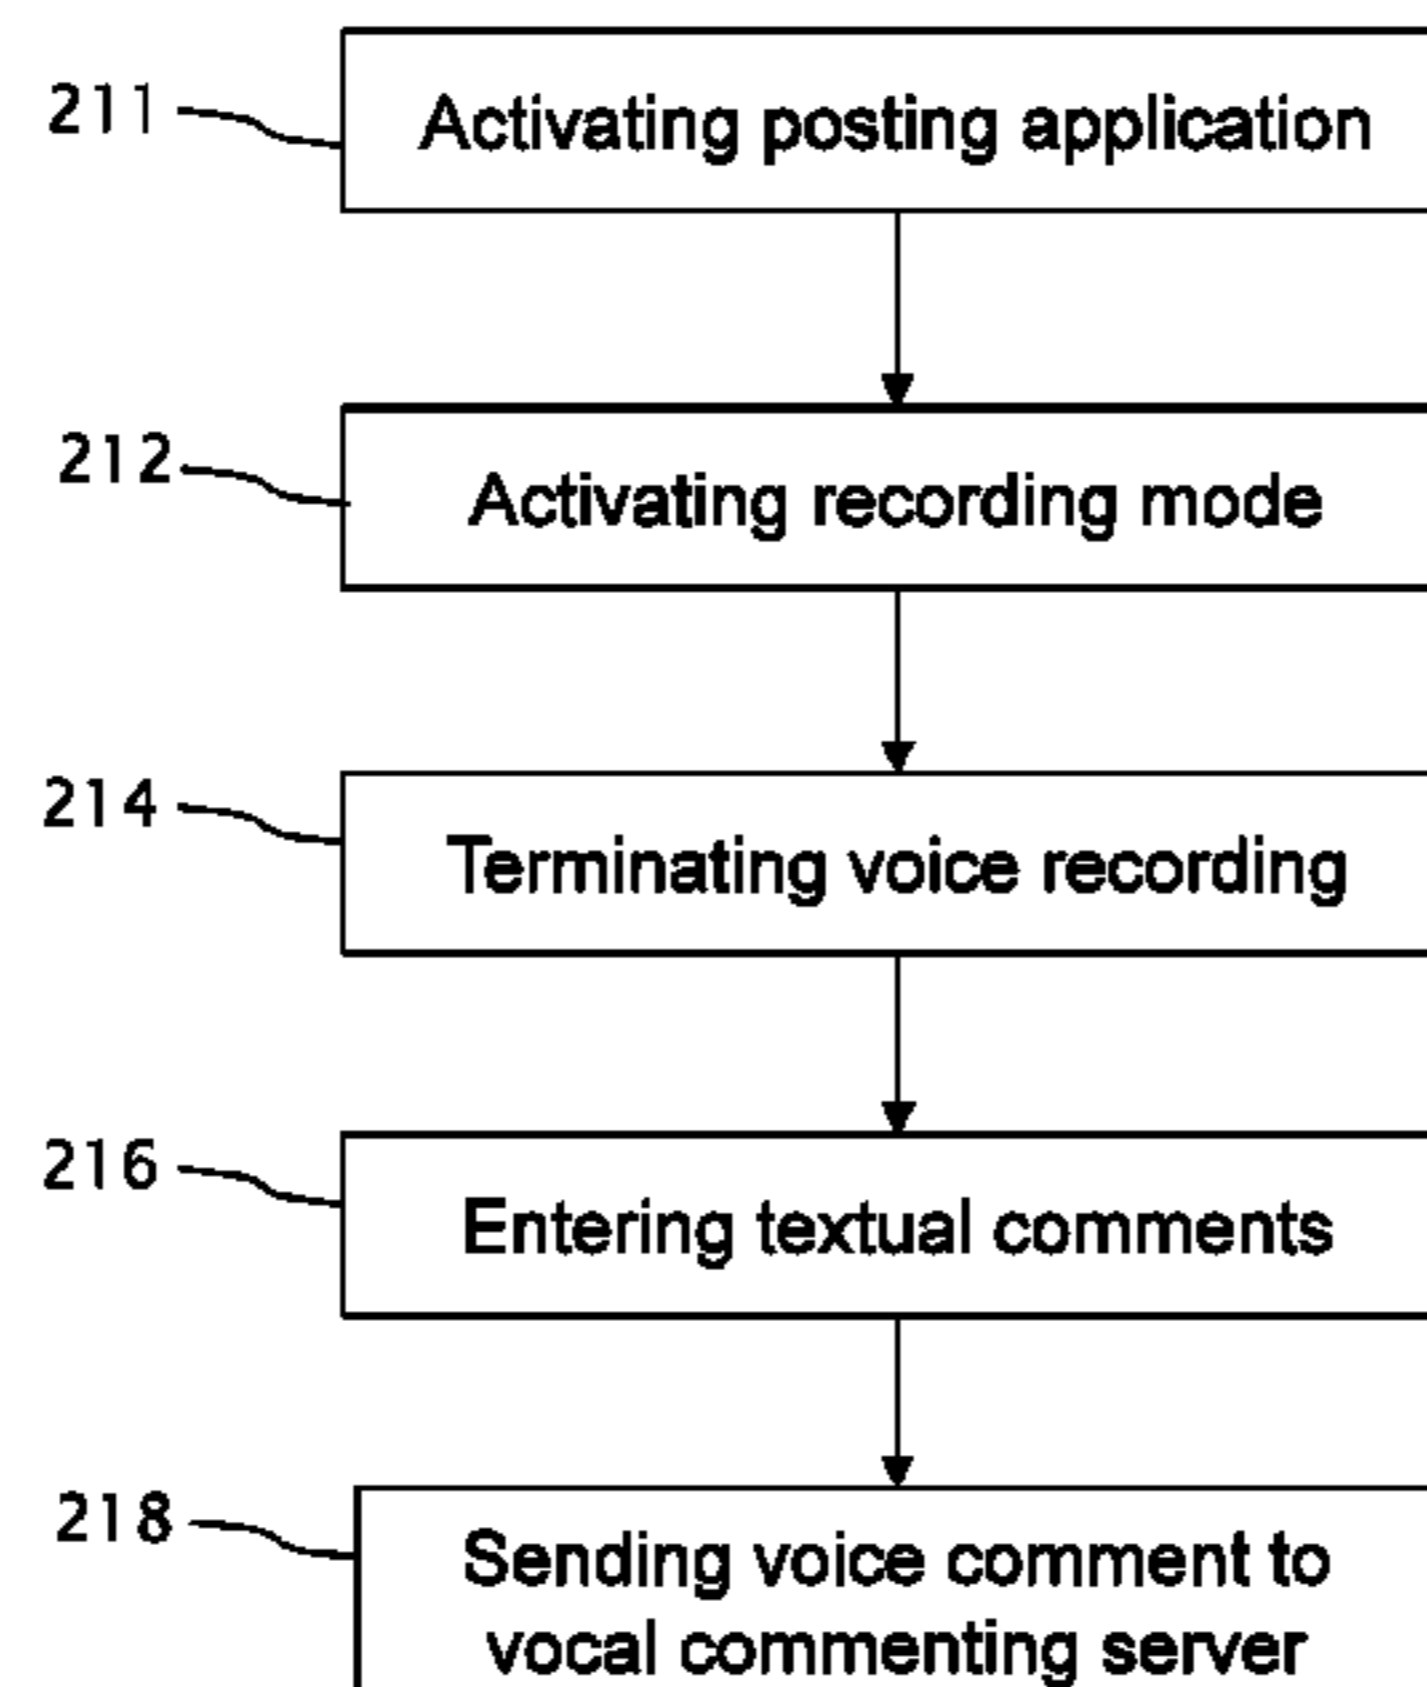 211 Activating posting application
212 Activating recording mode
214 Terminating voice recording
216 Entering textual comments
218 Sending voice comment to
vocal commenting server